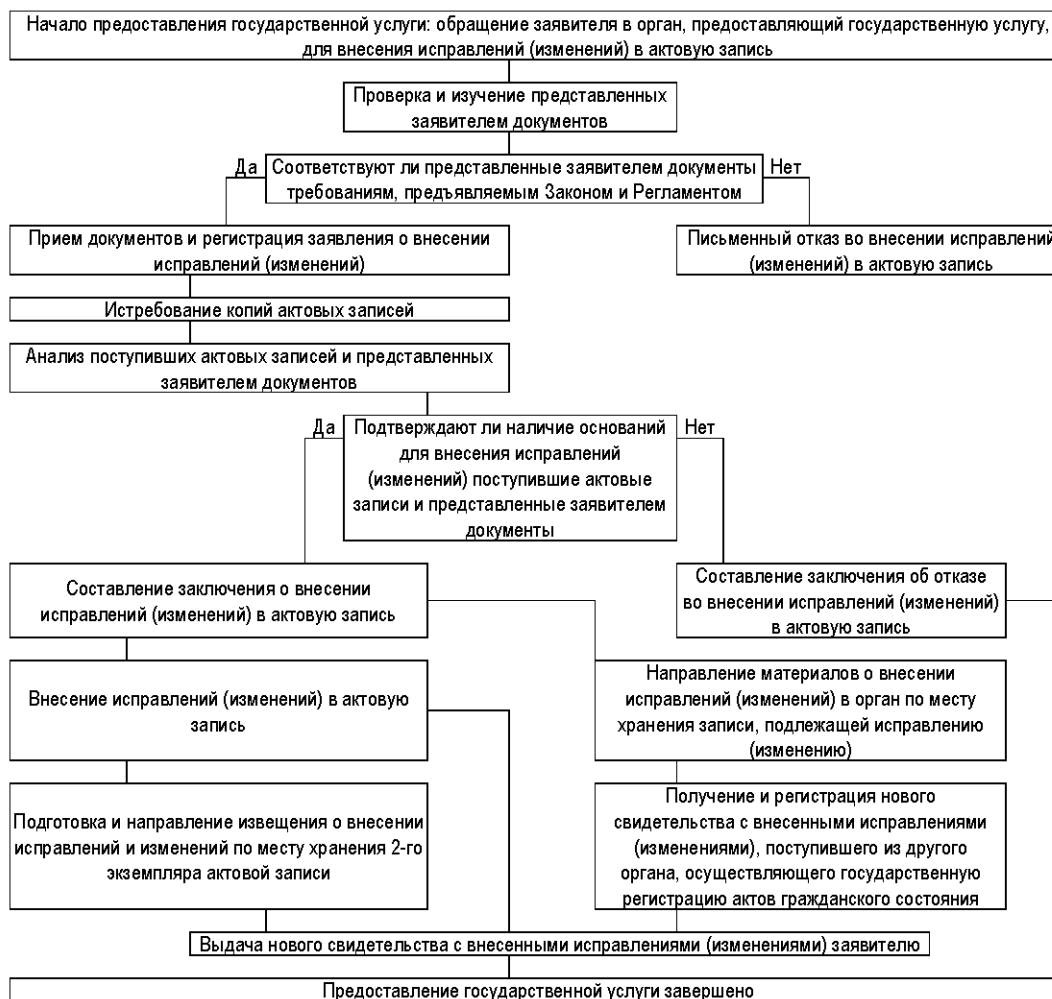 Начало предоставления государственной услуги: обращение заявителя в орган, предоставляющий государственную услугу,
для внесения исправлений (изменений) в актовую запись
Проверка и изучение представленных
заявителем документов
Да
Соответствуют ли представленные заявителем документы
требованиям, предъявляемым Законом и Регламентом
Нет
Прием документов и регистрация заявления о внесении
исправлений (изменений)
Письменный отказ во внесении исправлений
(изменений) в актовую запись
Истребование копий актовых записей
Анализ поступивших актовых записей и представленных
заявителем документов
Да
Подтверждают ли наличие оснований
для внесения исправлений
(изменений) поступившие актовые
записи и представленные заявителем
документы
Нет
Составление заключения о внесении
исправлений (изменений) в актовую запись
Составление заключения об отказе
во внесении исправлений (изменений)
в актовую запись
Внесение исправлений (изменений) в актовую
запись
Направление материалов о внесении
исправлений (изменений) в орган по месту
хранения записи, подлежащей исправлению
(изменению)
Подготовка и направление извещения о внесении
исправлений и изменений по месту хранения 2-го
экземпляра актовой записи
Получение и регистрация нового
свидетельства с внесенными исправлениями
(изменениями), поступившего из другого
органа, осуществляющего государственную
регистрацию актов гражданского состояния
Выдача нового свидетельства с внесенными исправлениями (изменениями) заявителю
Предоставление государственной услуги завершено